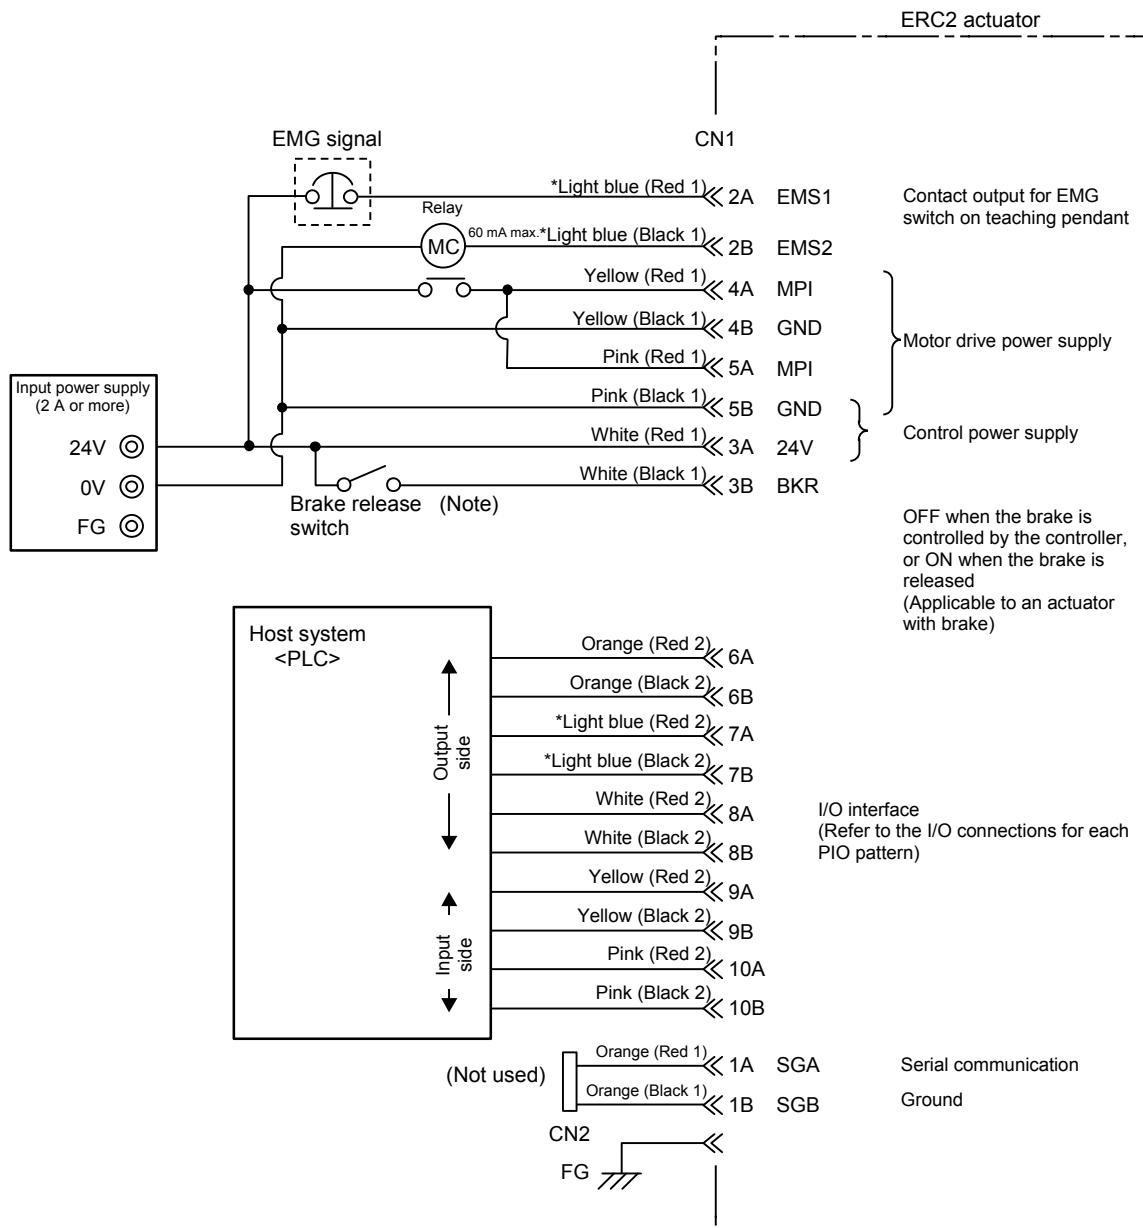 ERC2 actuator
CN1
EMG signal
*Light blue (Red 1)
2A EMS1
Contact output for EMG
switch on teaching pendant
Relay
MC
60 mA max.*Light blue (Black 1)
2B EMS2
Yellow (Red 1)
4A MPI
Yellow (Black 1)
4B GND
Motor drive power supply
Pink (Red 1)
5A MPI
Input power supply
(2 A or more)
Pink (Black 1)
5B GND
Control power supply
24V
White (Red 1)
3A 24V
0V
White (Black 1)
3B BKR
Brake release (Note)
switch
FG
OFF when the brake is
controlled by the controller,
or ON when the brake is
released
(Applicable to an actuator
with brake)
Host system
<PLC>
Output
side
Input
side
Orange (Red 2)
6A
Orange (Black 2)
6B
*Light blue (Red 2)
7A
*Light blue (Black 2)
7B
White (Red 2)
8A
White (Black 2)
8B
I/O interface
(Refer to the I/O connections for each
PIO pattern)
Yellow (Red 2)
9A
Yellow (Black 2)
9B
Pink (Red 2)
10A
Pink (Black 2)
10B
(Not used)
Orange (Red 1)
1A SGA
Serial communication
Orange (Black 1)
1B SGB
Ground
CN2
FG